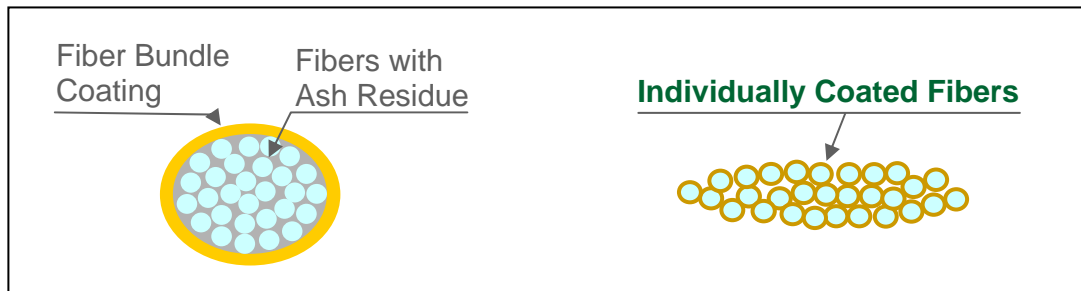 Fiber Bundle
Coating
Fibers with
Ash Residue
Individually Coated Fibers